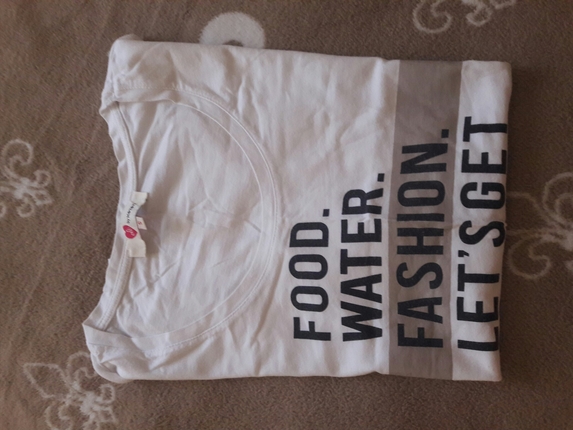 FOOD.
WATER.
FASHION.
LET'S GET